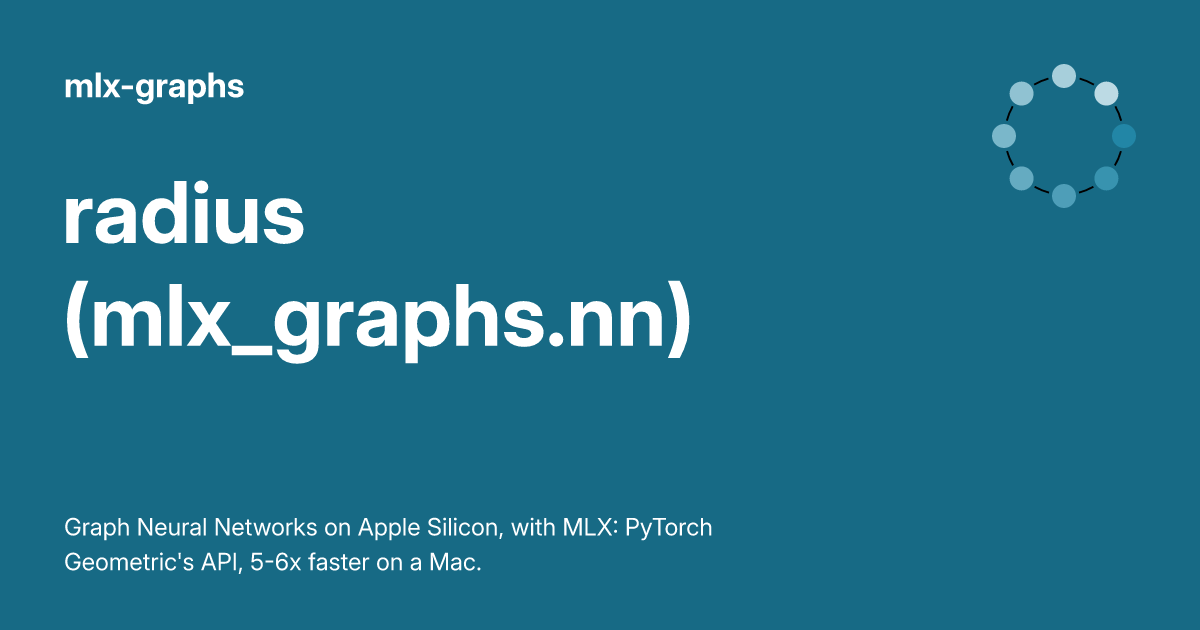 mlx-graphs
radius
(mlx_graphs.nn)
Graph Neural Networks on Apple Silicon, with MLX: PyTorch
Geometric's API, 5-6x faster on a Mac.